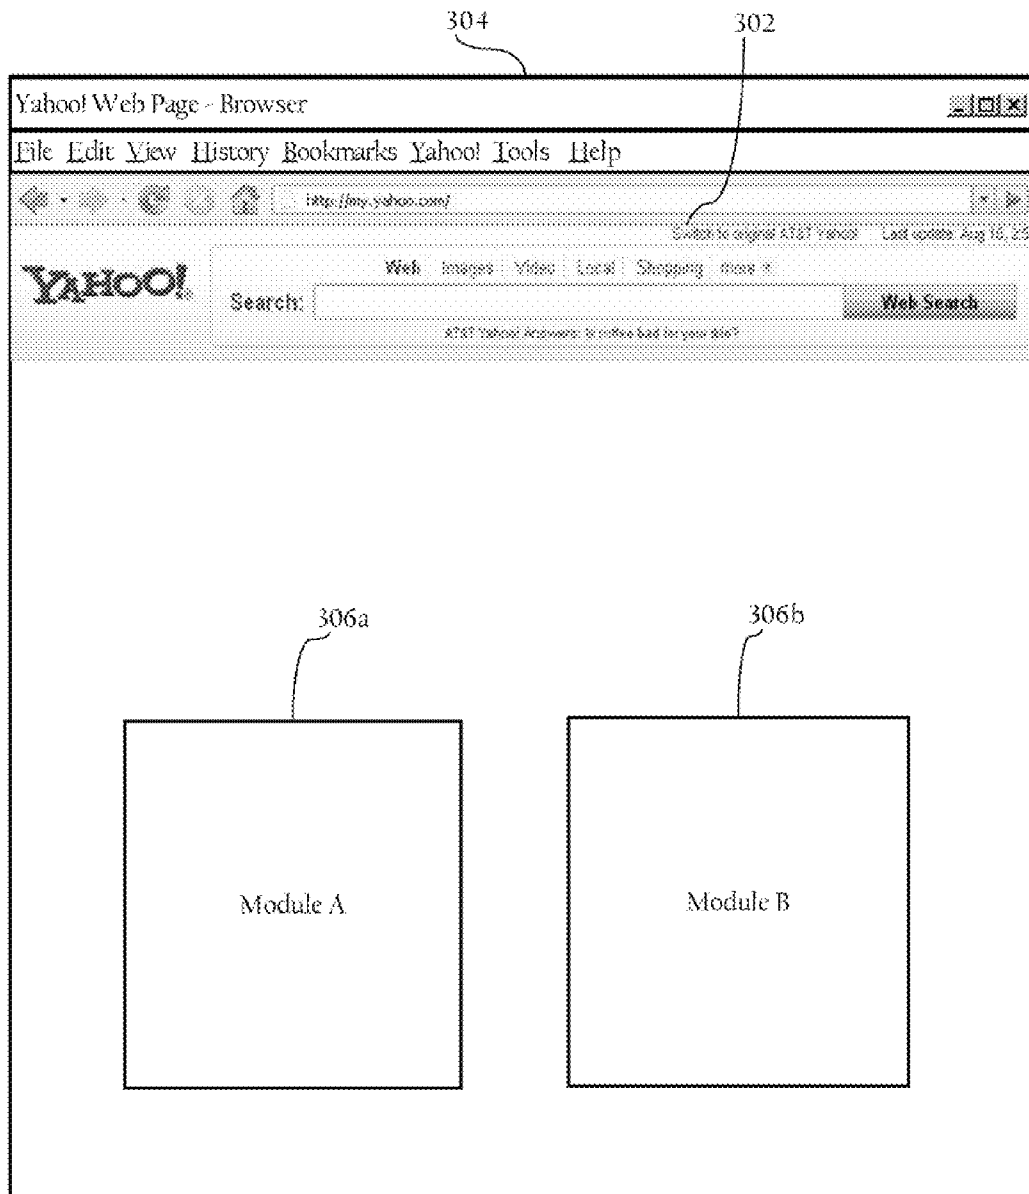 304 302
Yahoo! Web Page - Browser
File Edit View History Bookmarks Yahoo! Tools Help
http://my.yahoo.com/
Switch to original AT&T Yahoo! Last update: Aug 16, 2:5
YAHOO!
Web Images Video Local Shopping more
Search: Web Search
AT&T Yahoo! Answers: Is coffee bad for your skin?
306a 306b
Module A Module B